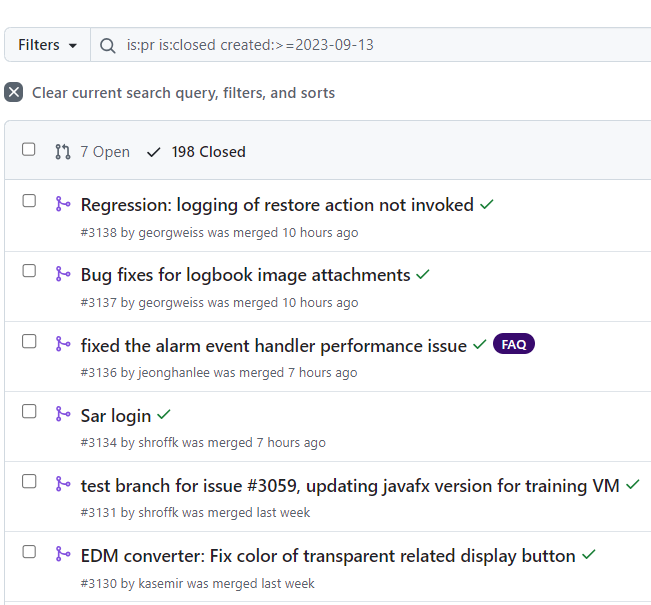 Filters
is:pr is:closed created:>=2023-09-13
Clear current search query, filters, and sorts
7 Open 198 Closed
Regression: logging of restore action not invoked
#3138 by georgweiss was merged 10 hours ago
Bug fixes for logbook image attachments
#3137 by georgweiss was merged 10 hours ago
fixed the alarm event handler performance issue FAQ
#3136 by jeonghanlee was merged 7 hours ago
Sar login
#3134 by shroffk was merged 7 hours ago
test branch for issue #3059, updating javafx version for training VM
#3131 by shroffk was merged last week
EDM converter: Fix color of transparent related display button
#3130 by kasemir was merged last week